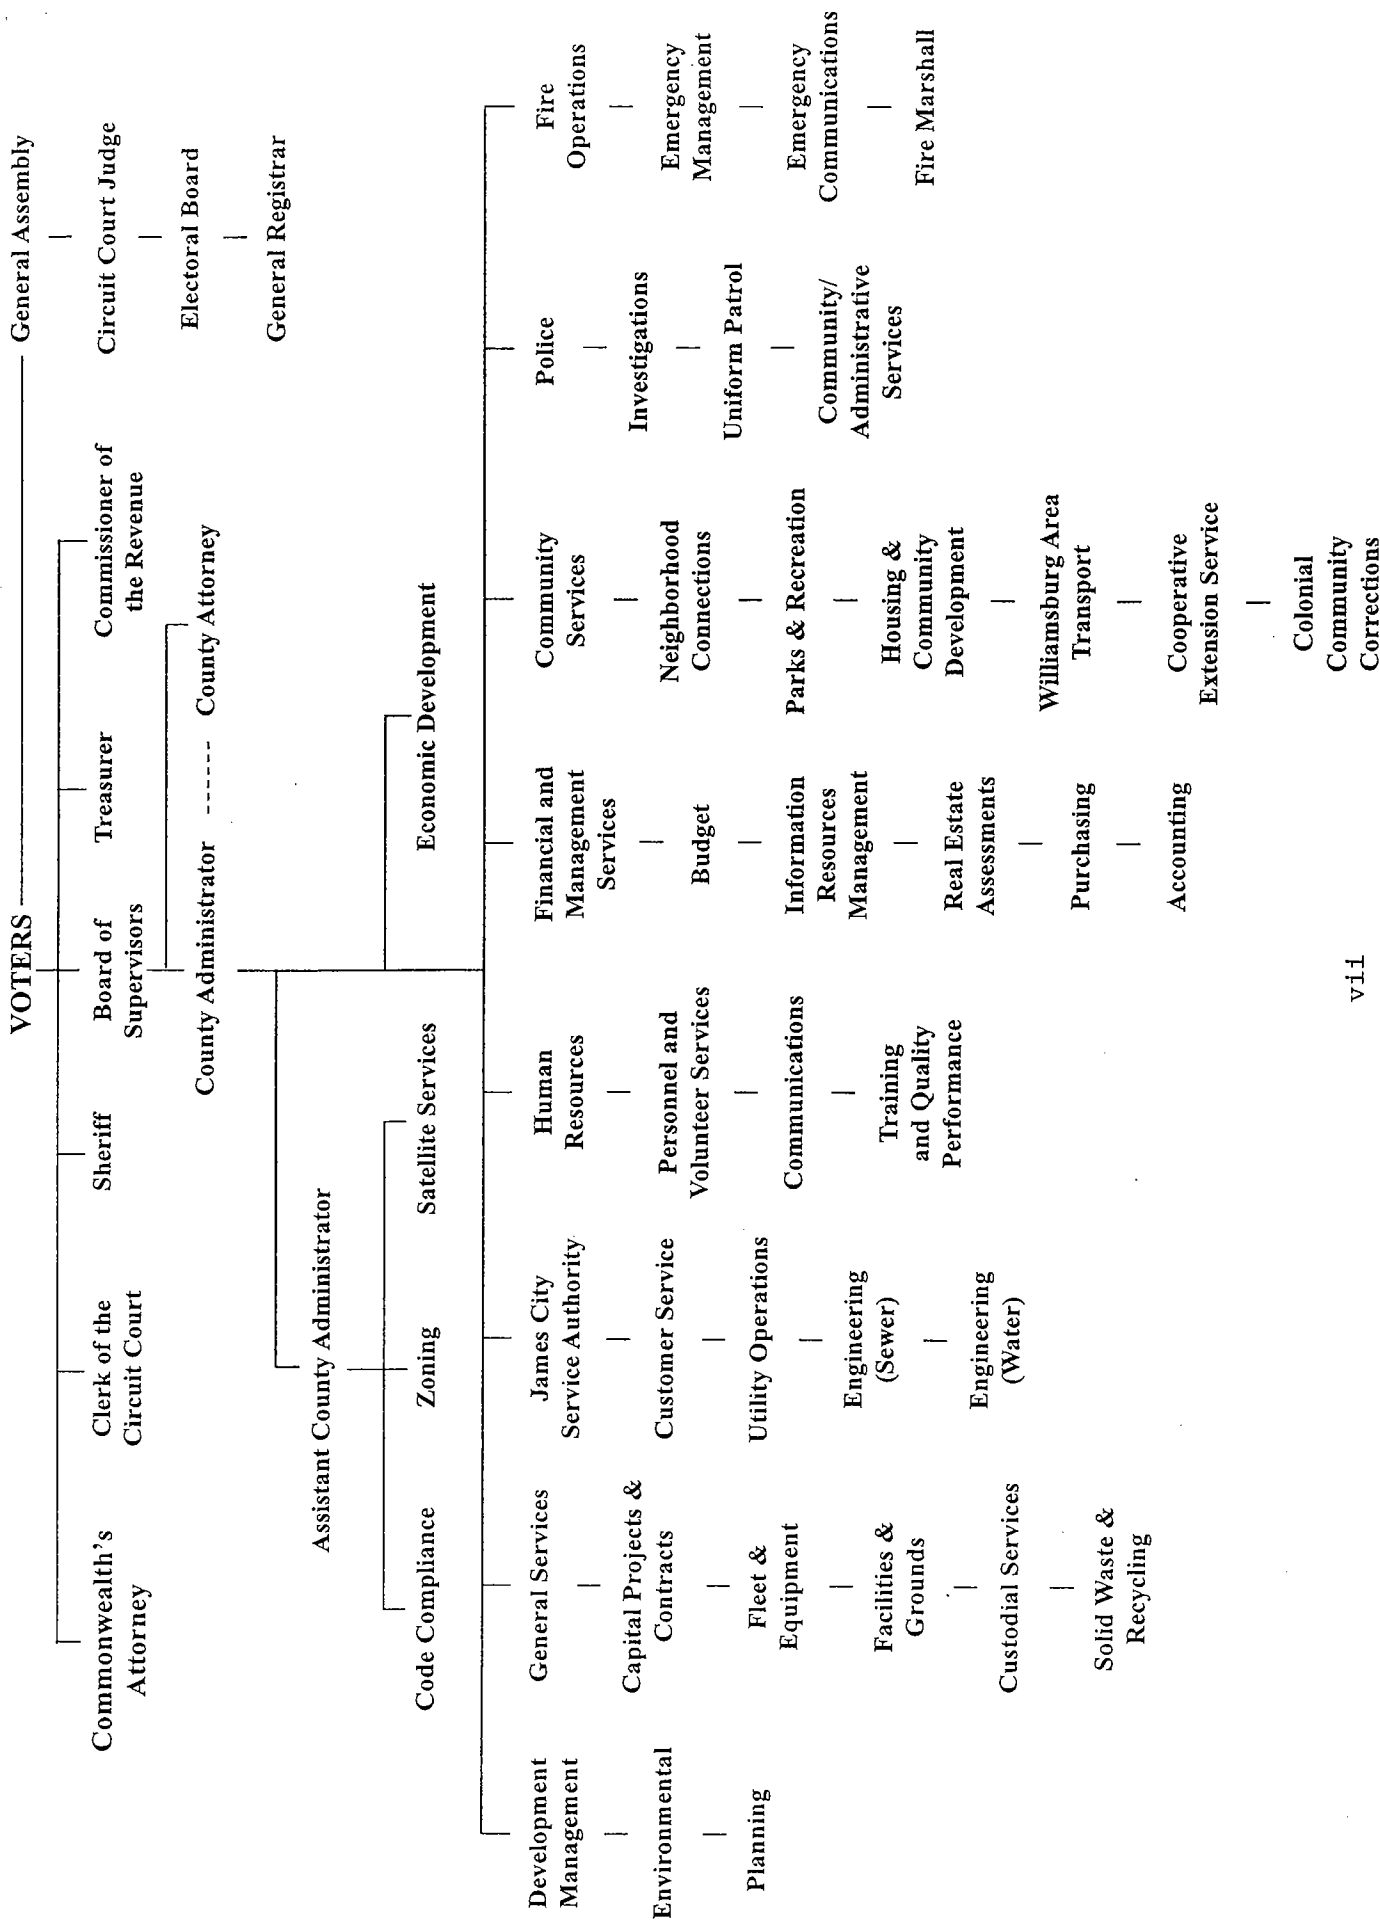 VOTERS
General Assembly
Circuit Court Judge
Electoral Board
General Registrar
Commonwealth's
Attorney
Clerk of the
Circuit Court
Sheriff
Board of
Supervisors
Treasurer
Commissioner of
the Revenue
County Administrator ------ County Attorney
Assistant County Administrator
Code Compliance
Zoning
Satellite Services
Economic Development
Development
Management
Environmental
Planning
General Services
Capital Projects &
Contracts
Fleet &
Equipment
Facilities &
Grounds
Custodial Services
Solid Waste &
Recycling
James City
Service Authority
Customer Service
Utility Operations
Engineering
(Sewer)
Engineering
(Water)
Human
Resources
Personnel and
Volunteer Services
Communications
Training
and Quality
Performance
Financial and
Management
Services
Budget
Information
Resources
Management
Real Estate
Assessments
Purchasing
Accounting
Community
Services
Neighborhood
Connections
Parks & Recreation
Housing &
Community
Development
Williamsburg Area
Transport
Cooperative
Extension Service
Colonial
Community
Corrections
Police
Investigations
Uniform Patrol
Community/
Administrative
Services
Fire
Operations
Emergency
Management
Emergency
Communications
Fire Marshall
vii